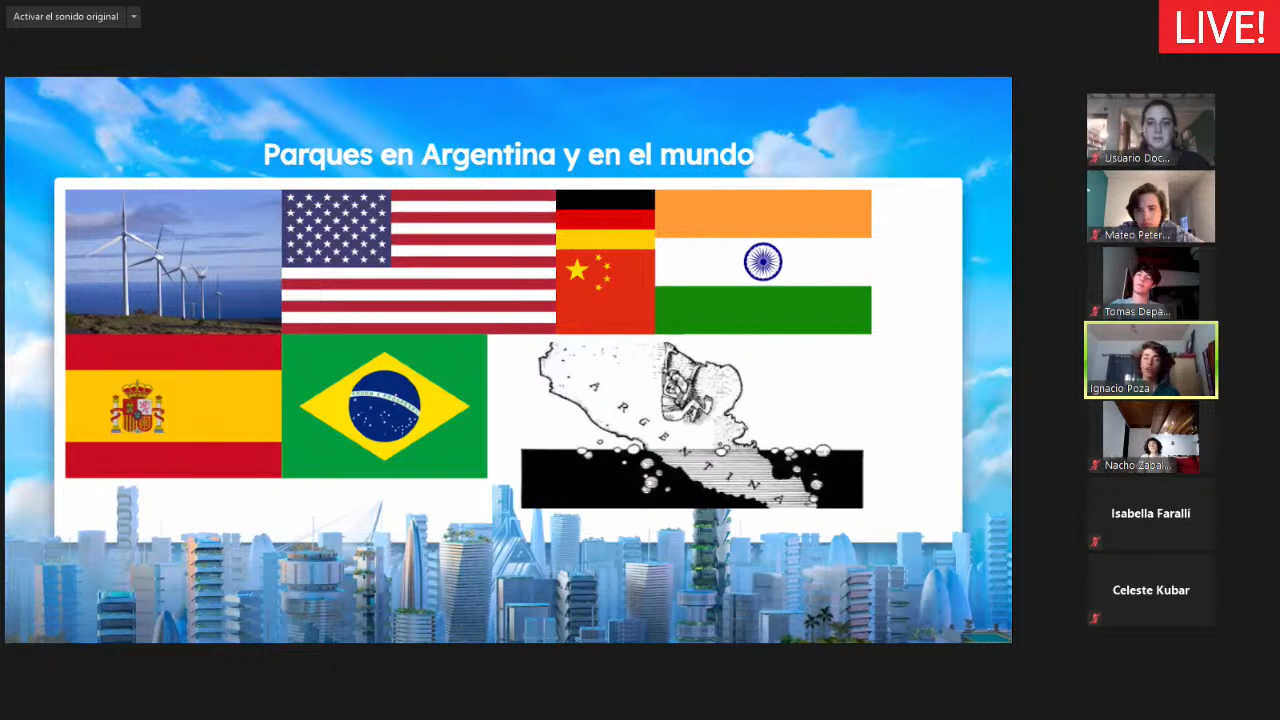 Activar el sonido original
LIVE!
Parques en Argentina y en el mundo
ARGENTINA
Usuario Doc...
Mateo Peter...
Tomas Depa...
Ignacio Poza
Nacho Zabal...
Isabella Faralli
Celeste Kubar